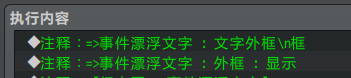 执行内容
◆注释：=>事件漂浮文字 : 文字外框\n框
◆注释：=>事件漂浮文字 : 外框 : 显示